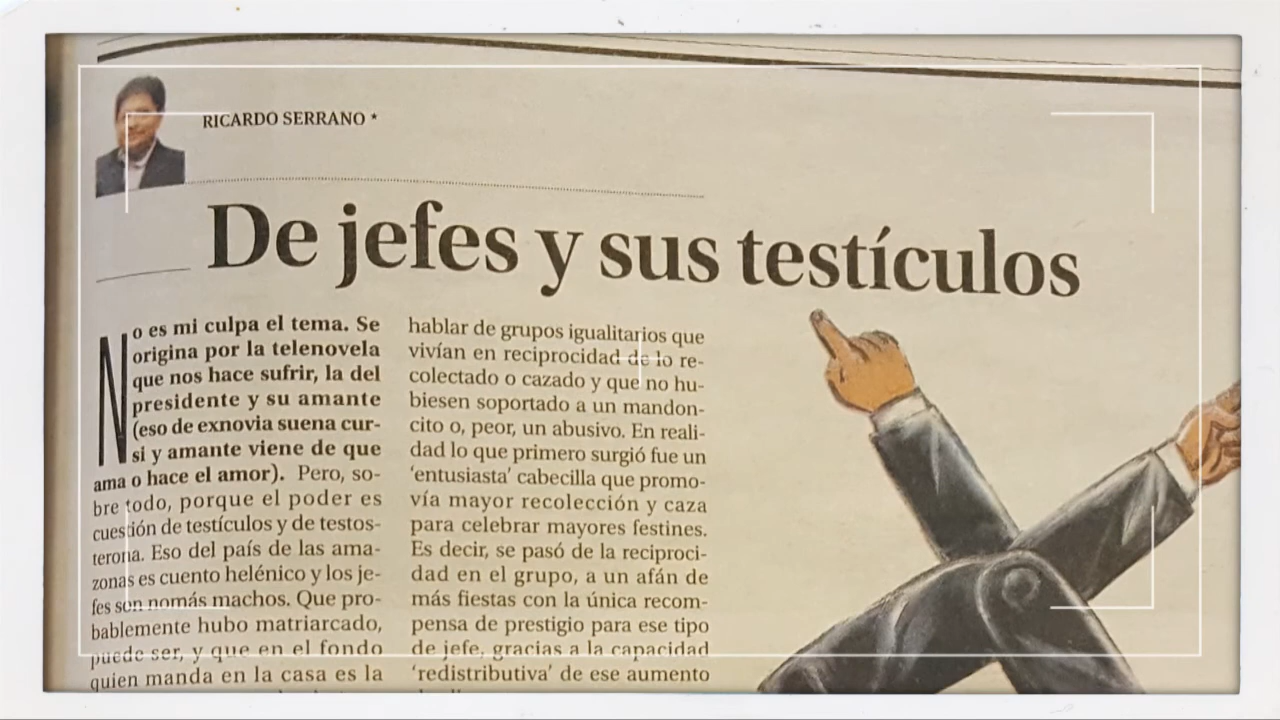 RICARDO SERRANO *
De jefes y sus testículos
No es mi culpa el tema. Se
origina por la telenovela
que nos hace sufrir, la del
presidente y su amante
(eso de exnovia suena cur-
si y amante viene de que
ama o hace el amor). Pero, so-
bre todo, porque el poder es
cuestión de testículos y de testos-
terona. Eso del país de las ama-
zonas es cuento helénico y los je-
fes son nomás machos. Que pro-
bablemente hubo matriarcado,
puede ser, y que en el fondo
quien manda en la casa es la
hablar de grupos igualitarios que
vivían en reciprocidad de lo re-
colectado o cazado y que no hu-
biesen soportado a un mandon-
cito o, peor, un abusivo. En reali-
dad lo que primero surgió fue un
‘entusiasta’ cabecilla que promo-
vía mayor recolección y caza
para celebrar mayores festines.
Es decir, se pasó de la reciproci-
dad en el grupo, a un afán de
más fiestas con la única recom-
pensa de prestigio para ese tipo
de jefe, gracias a la capacidad
‘redistributiva’ de ese aumento